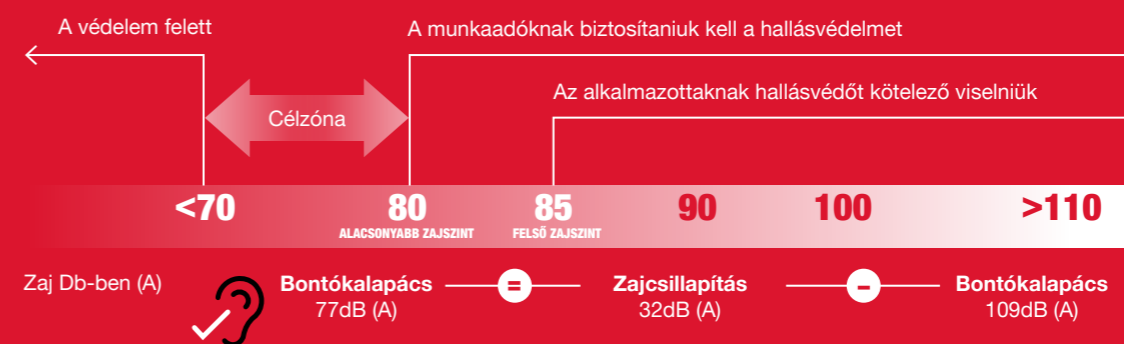 A védelem felett
A munkaadóknak biztosítaniuk kell a hallásvédelmet
Az alkalmazottaknak hallásvédőt kötelező viselniük
Célzóna
<70
80
ALACSONYABB ZAJSZINT
85
FELSŐ ZAJSZINT
90
100
>110
Zaj Db-ben (A)
Bontókalapács
77dB (A)
=
Zajcsillapítás
32dB (A)
-
Bontókalapács
109dB (A)